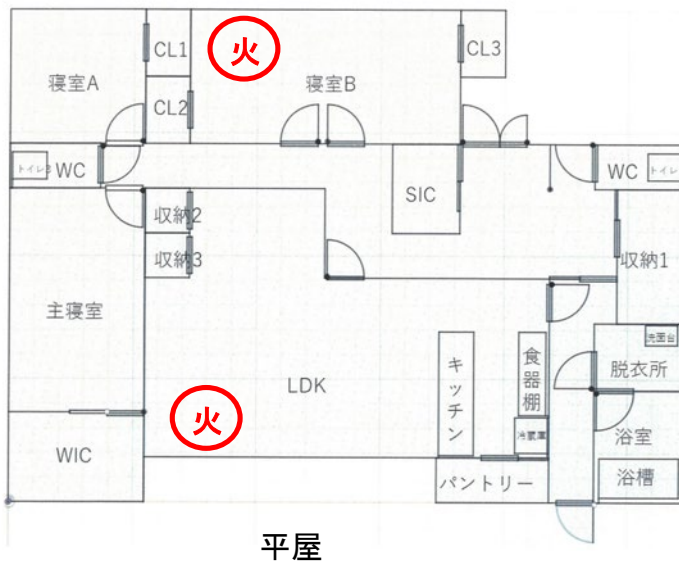 火
CL1
CL3
寝室A
寝室B
CL2
トイレ2
WC
WC
トイレ
SIC
収納2
収納3
収納1
主寝室
洗面台
脱衣所
キッチン
食器棚
LDK
火
冷蔵庫
浴室
WIC
パントリー
浴槽
平屋